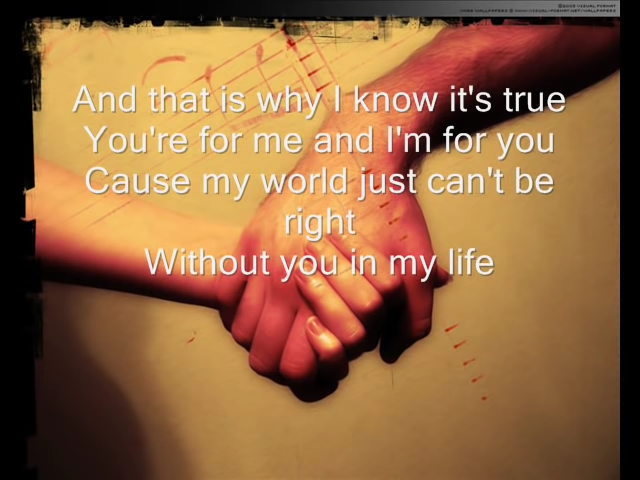 And that is why I know it's true
You're for me and I'm for you
Cause my world just can't be
right
Without you in my life